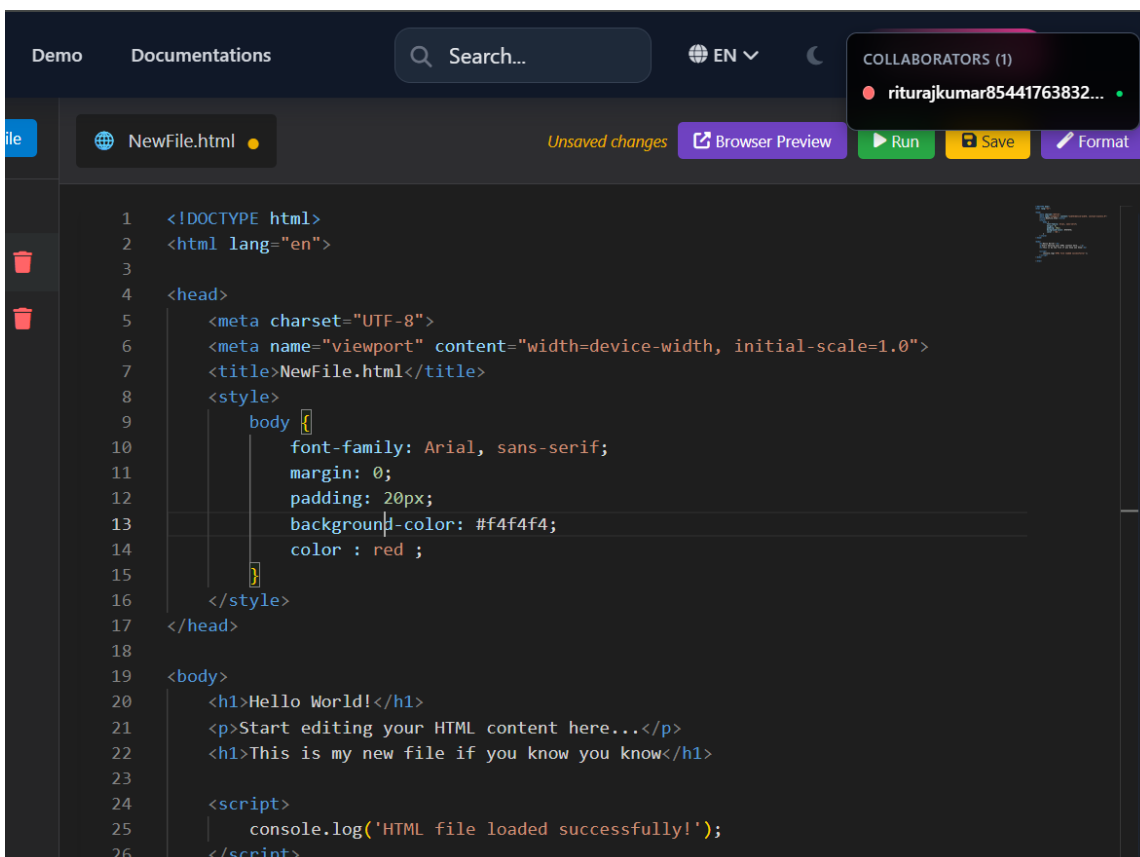 Demo Documentations Search... EN
COLLABORATORS (1)
riturajkumar85441763832...
ile NewFile.html Unsaved changes Browser Preview Run Save Format
1 <!DOCTYPE html>
2 <html lang="en">
3
4 <head>
5 <meta charset="UTF-8">
6 <meta name="viewport" content="width=device-width, initial-scale=1.0">
7 <title>NewFile.html</title>
8 <style>
9 body {
10 font-family: Arial, sans-serif;
11 margin: 0;
12 padding: 20px;
13 background-color: #f4f4f4;
14 color : red ;
15 }
16 </style>
17 </head>
18
19 <body>
20 <h1>Hello World!</h1>
21 <p>Start editing your HTML content here...</p>
22 <h1>This is my new file if you know you know</h1>
23
24 <script>
25 console.log('HTML file loaded successfully!');
26 </script>